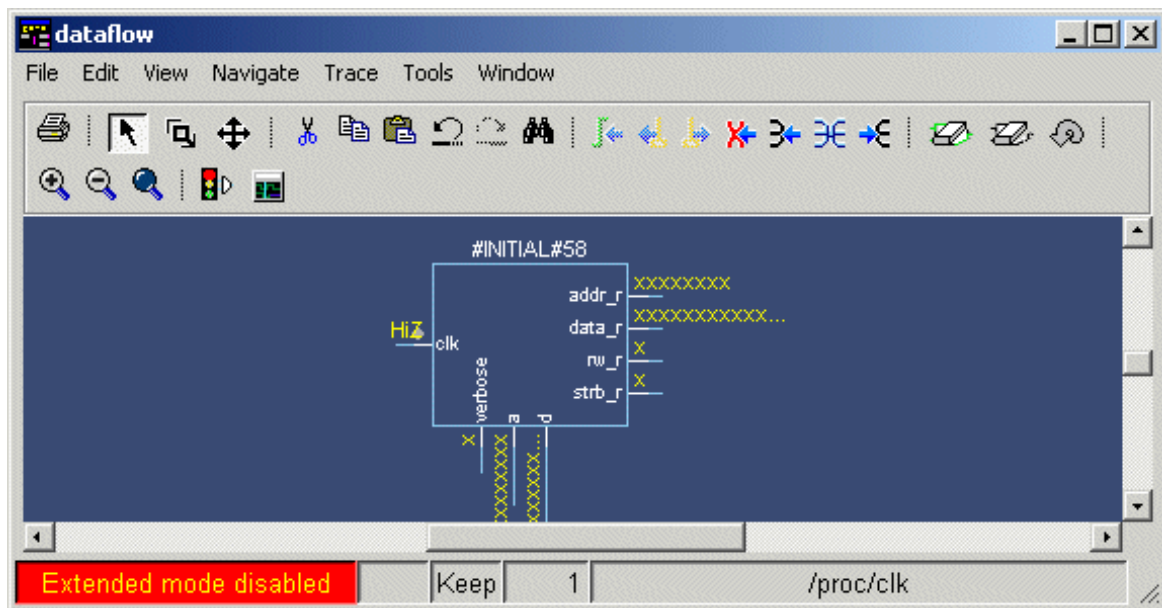 dataflow
File Edit View Navigate Trace Tools Window
#INITIAL#58
addr_r
XXXXXXXX
data_r
XXXXXXXXXXX...
rw_r
X
strb_r
X
HiZ
clk
verbose
a
d
X
Extended mode disabled
Keep
1
/proc/clk